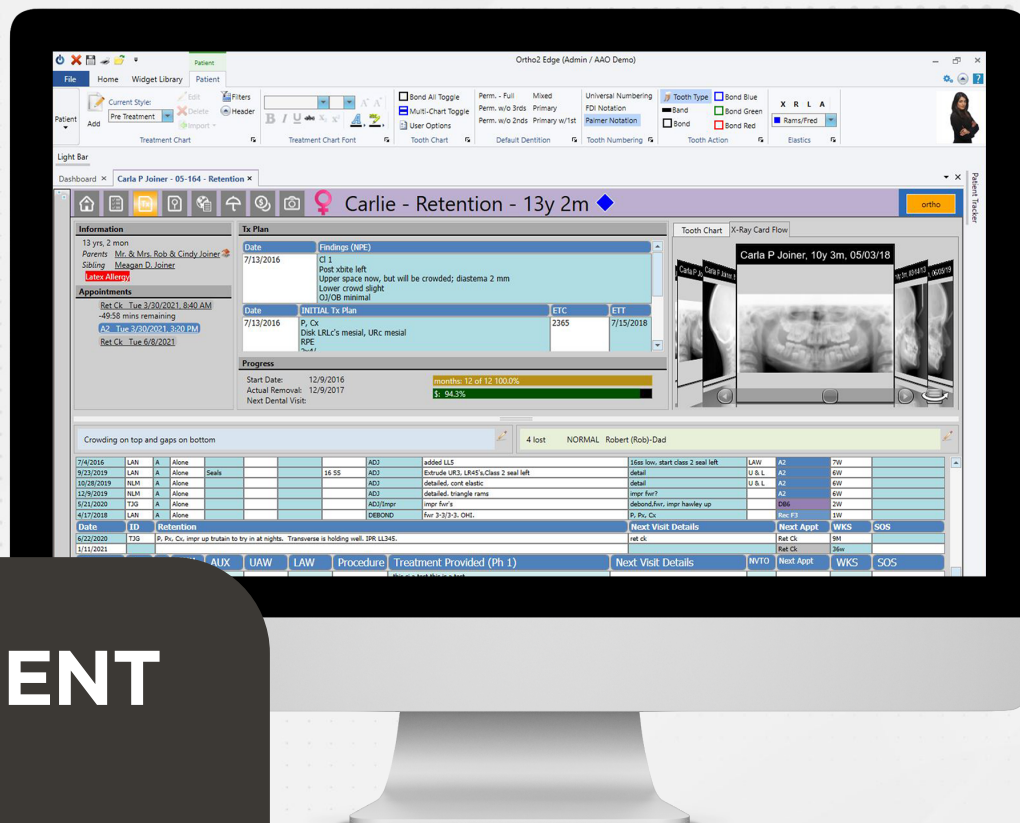 Patient
Ortho2 Edge (Admin / AAO Demo)
File Home Widget Library Patient
Patient
Add
Current Style:
Pre Treatment
Edit
Delete
Import
Filters
Header
Treatment Chart
B I U abc X, X²
Treatment Chart Font
Bond All Toggle
Multi-Chart Toggle
User Options
Tooth Chart
Perm. - Full Mixed
Perm. w/o 3rds Primary
Perm. w/o 2nds Primary w/1st
Default Dentition
Universal Numbering
FDI Notation
Palmer Notation
Tooth Numbering
Tooth Type Bond Blue
Band Bond Green
Bond Bond Red
Tooth Action
X R L A
Rams/Fred
Elastics
Light Bar
Dashboard × Carla P Joiner - 05-164 - Retention ×
Patient Tracker
Tx
Carlie - Retention - 13y 2m
ortho
Information
13 yrs, 2 mon
Parents Mr. & Mrs. Rob & Cindy Joiner
Sibling Meagan D. Joiner
Latex Allergy
Appointments
Ret Ck Tue 3/30/2021, 8:40 AM
-49:58 mins remaining
A2 Tue 3/30/2021, 3:20 PM
Ret Ck Tue 6/8/2021
Tx Plan
Date Findings (NPE)
7/13/2016 Cl 1
Post xbite left
Upper space now, but will be crowded; diastema 2 mm
Lower crowd slight
OJ/OB minimal
Date INITIAL Tx Plan ETC ETT
7/13/2016 P, Cx 2365 7/15/2018
Disk LRLc's mesial, URc mesial
RPE
Progress
Start Date: 12/9/2016
Actual Removal: 12/9/2017
Next Dental Visit:
months: 12 of 12 100.0%
$: 94.3%
Tooth Chart X-Ray Card Flow
Carla P Joiner, 10y 3m, 05/03/18
Crowding on top and gaps on bottom
4 lost NORMAL Robert (Rob)-Dad
7/4/2016 LAN A Alone ADJ added LL5 16ss low, start class 2 seal left LAW A2 7W
9/23/2019 LAN A Alone Seals 16 SS ADJ Extrude UR3, LR45's,Class 2 seal left detail U & L A2 6W
10/28/2019 NLM A Alone ADJ detailed, cont elastic detail U & L A2 6W
12/9/2019 NLM A Alone ADJ detailed. triangle rams impr fwr? A2 6W
5/21/2020 TJG A Alone ADJ/Impr impr fwr's debond,fwr, impr hawley up DB6 2W
4/17/2018 LAN A Alone DEBOND fwr 3-3/3-3. OHI. P, Px, Cx Rec F3 1W
Date ID Retention Next Visit Details Next Appt WKS SOS
6/22/2020 TJG P, Px, Cx, impr up trutain to try in at nights. Transverse is holding well. IPR LL345. ret ck Ret Ck 9M
1/11/2021 Ret Ck 36w
AUX UAW LAW Procedure Treatment Provided (Ph 1) Next Visit Details NVTO Next Appt WKS SOS
ENT